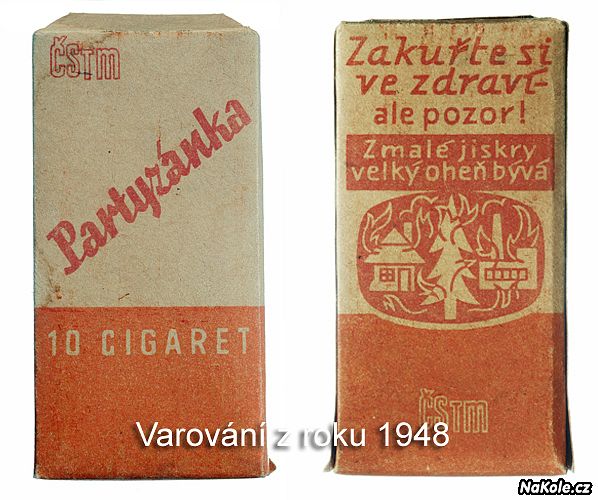 ČSTM
Partyzánka
10 CIGARET
Zakuřte si
ve zdraví-
ale pozor!
Z malé jiskry
velký oheň bývá
ČSTM
Varování z roku 1948
NaKole.cz